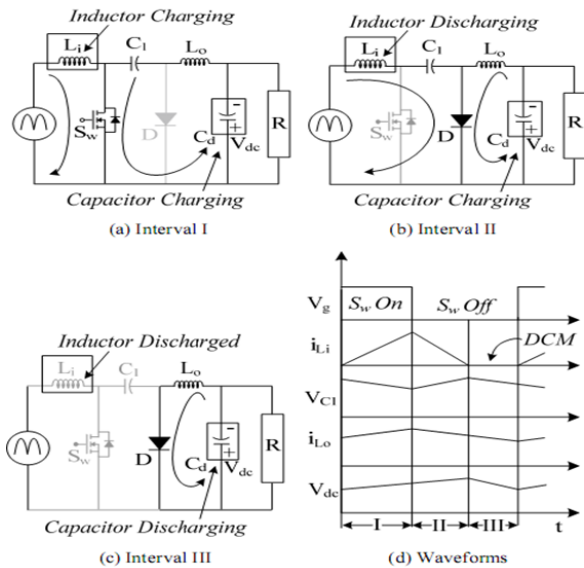 Inductor Charging
Li
C1
Lo
Sw
D
Cd
Vdc
-
+
R
Capacitor Charging
(a) Interval I
Inductor Discharging
Li
C1
Lo
Sw
D
Cd
Vdc
-
+
R
Capacitor Charging
(b) Interval II
Inductor Discharged
Li
C1
Lo
Sw
D
Cd
Vdc
-
+
R
Capacitor Discharging
(c) Interval III
Vg
Sw On
Sw Off
iLi
DCM
VC1
iLo
Vdc
I
II
III
t
(d) Waveforms